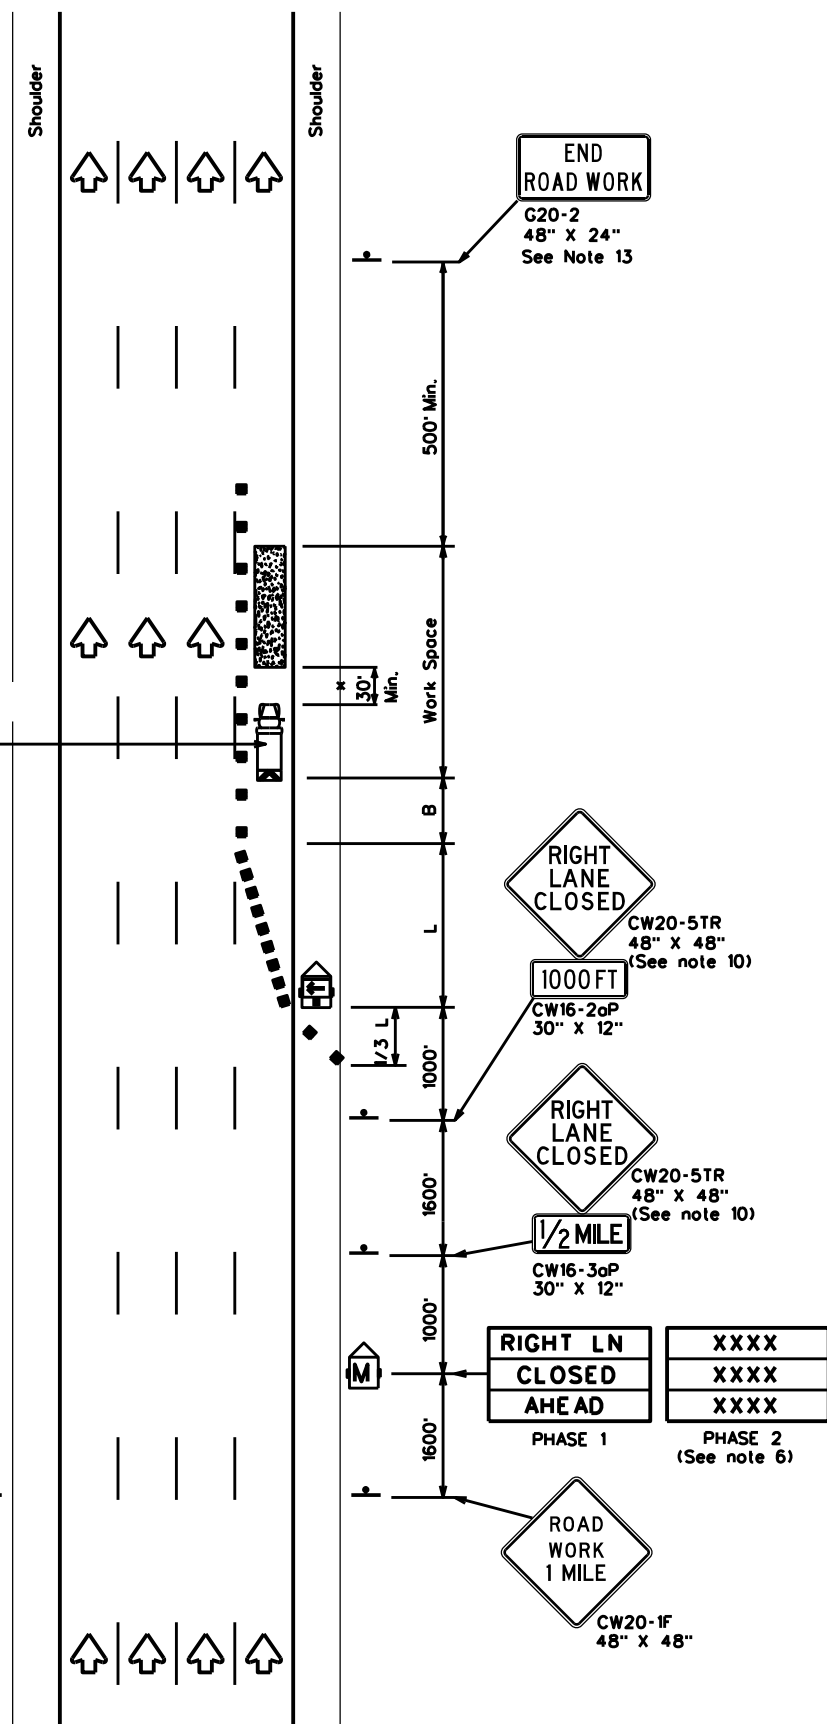 Shoulder
Shoulder
END
ROAD WORK
G20-2
48" X 24"
See Note 13
500' Min.
Work Space
x
30'
Min.
B
L
RIGHT
LANE
CLOSED
CW20-5TR
48" X 48"
(See note 10)
1000 FT
CW16-2aP
30" X 12"
1/3 L
1000'
RIGHT
LANE
CLOSED
CW20-5TR
48" X 48"
(See note 10)
1600'
1/2 MILE
CW16-3aP
30" X 12"
1000'
M
RIGHT LN
CLOSED
AHEAD
PHASE 1
XXXX
XXXX
XXXX
PHASE 2
(See note 6)
1600'
ROAD
WORK
1 MILE
CW20-1F
48" X 48"